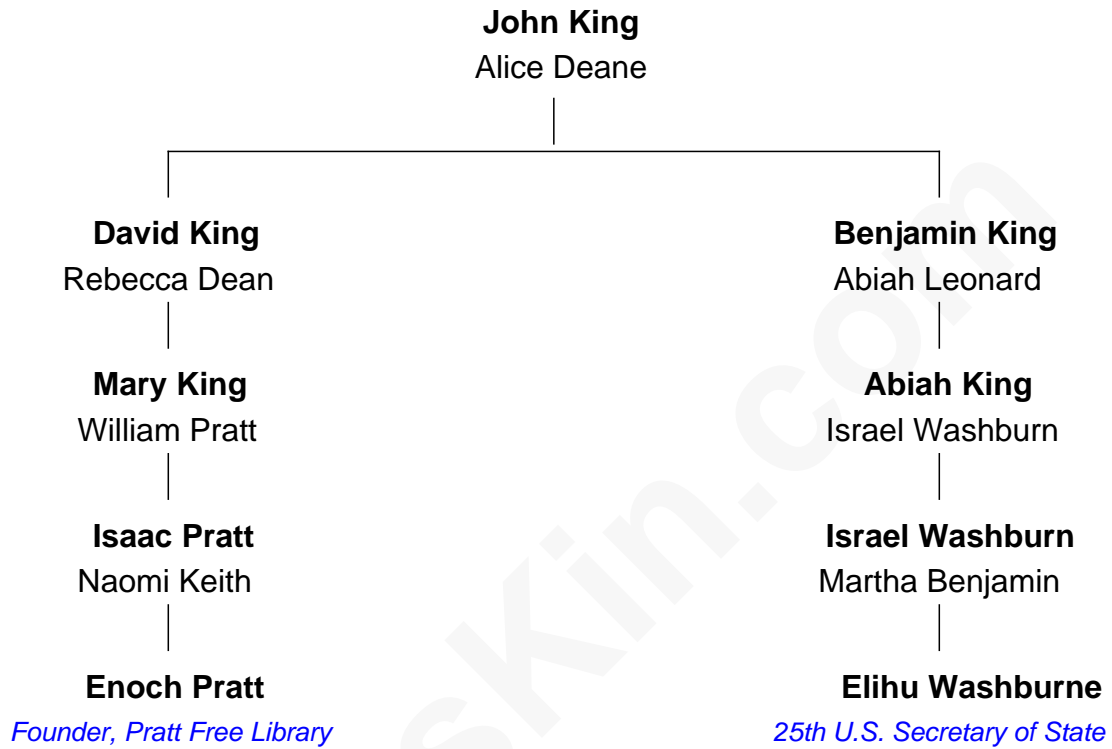 John King
Alice Deane
David King
Rebecca Dean
Benjamin King
Abiah Leonard
Mary King
William Pratt
Abiah King
Israel Washburn
Isaac Pratt
Naomi Keith
Israel Washburn
Martha Benjamin
Enoch Pratt
Founder, Pratt Free Library
Elihu Washburne
25th U.S. Secretary of State